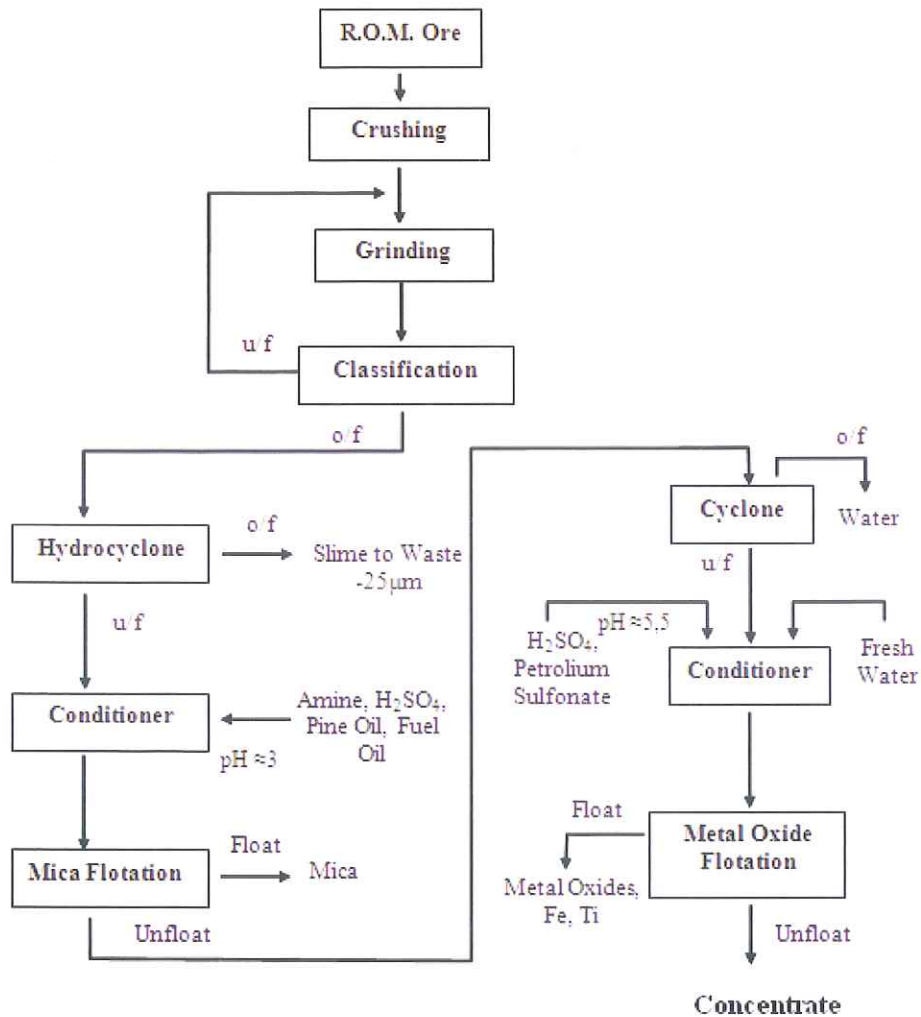 R.O.M. Ore
Crushing
Grinding
u/f
Classification
o/f
Hydrocyclone
o/f
Slime to Waste
-25μm
u/f
Conditioner
Amine, H₂SO₄,
Pine Oil, Fuel
Oil
pH ≈3
Mica Flotation
Float
Mica
Unfloat
o/f
Cyclone
Water
u/f
pH ≈5,5
H₂SO₄,
Petrolium
Sulfonate
Conditioner
Fresh
Water
Float
Metal Oxide
Flotation
Metal Oxides,
Fe, Ti
Unfloat
Concentrate